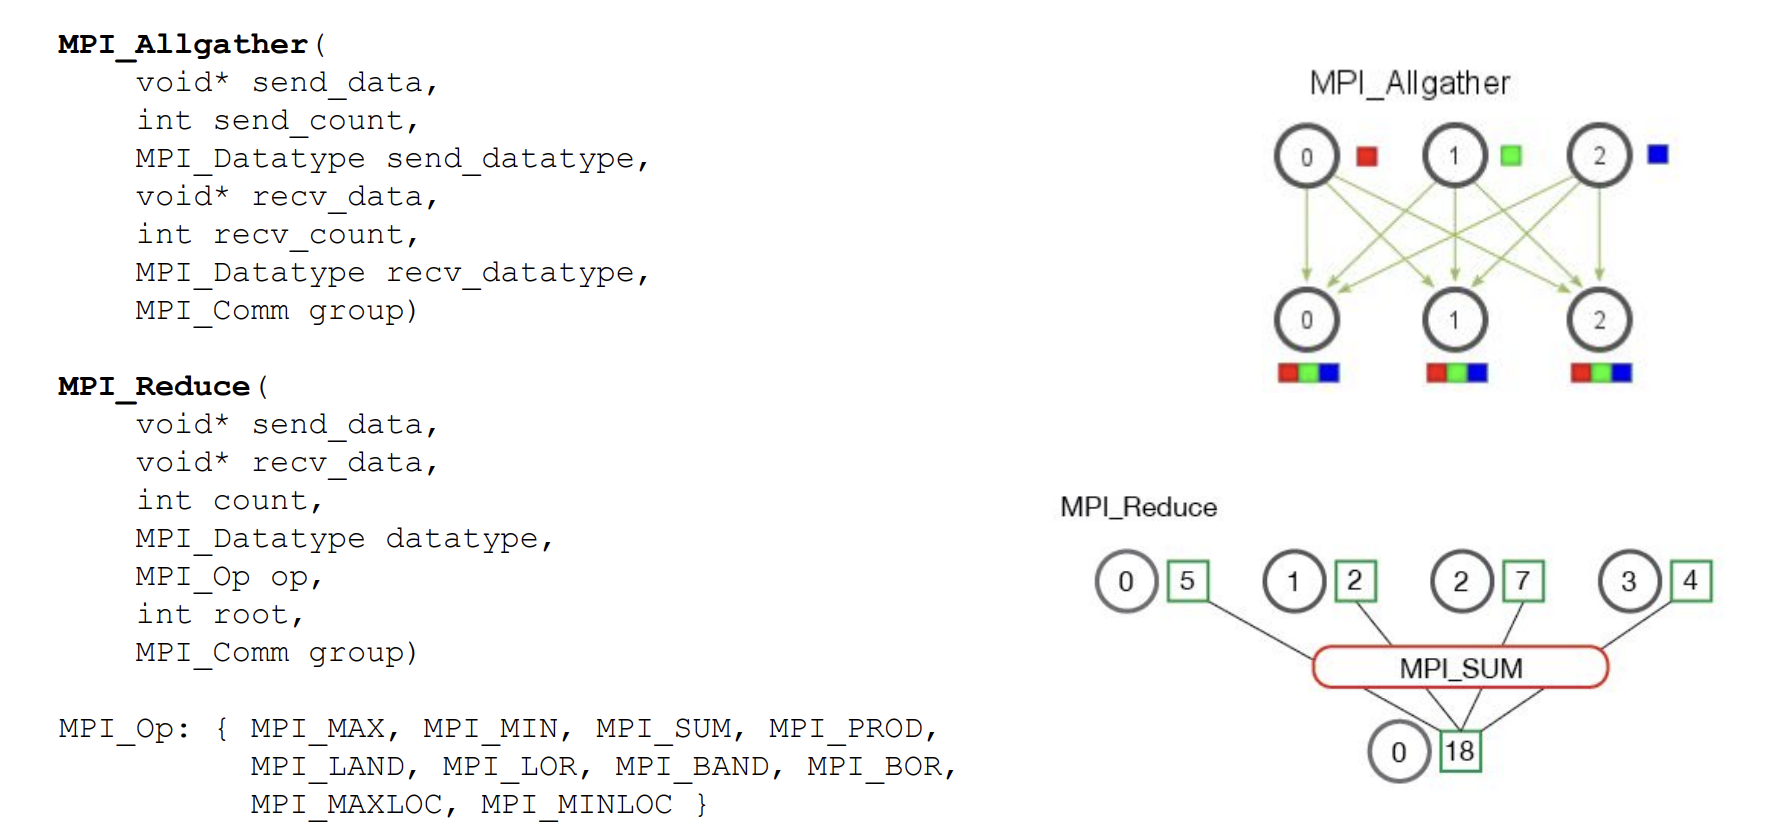 MPI_Allgather(
void* send_data,
int send_count,
MPI_Datatype send_datatype,
void* recv_data,
int recv_count,
MPI_Datatype recv_datatype,
MPI_Comm group)
MPI_Reduce(
void* send_data,
void* recv_data,
int count,
MPI_Datatype datatype,
MPI_Op op,
int root,
MPI_Comm group)
MPI_Op: { MPI_MAX, MPI_MIN, MPI_SUM, MPI_PROD,
MPI_LAND, MPI_LOR, MPI_BAND, MPI_BOR,
MPI_MAXLOC, MPI_MINLOC }
MPI_Allgather
0 1 2
0 1 2
MPI_Reduce
0 5 1 2 2 7 3 4
MPI_SUM
0 18